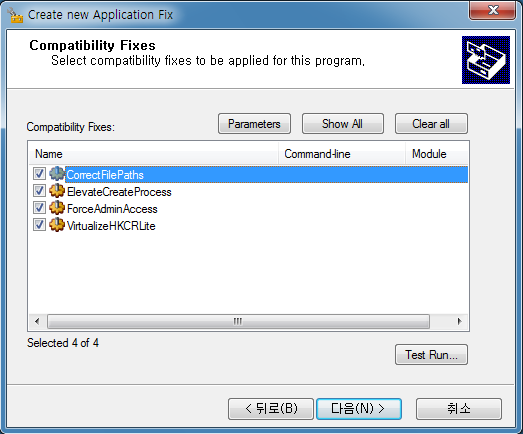 Create new Application Fix
Compatibility Fixes
Select compatibility fixes to be applied for this program.
Compatibility Fixes:
Parameters
Show All
Clear all
Name Command-line Module
CorrectFilePaths
ElevateCreateProcess
ForceAdminAccess
VirtualizeHKCRLite
Selected 4 of 4
Test Run...
< 뒤로(B)
다음(N) >
취소